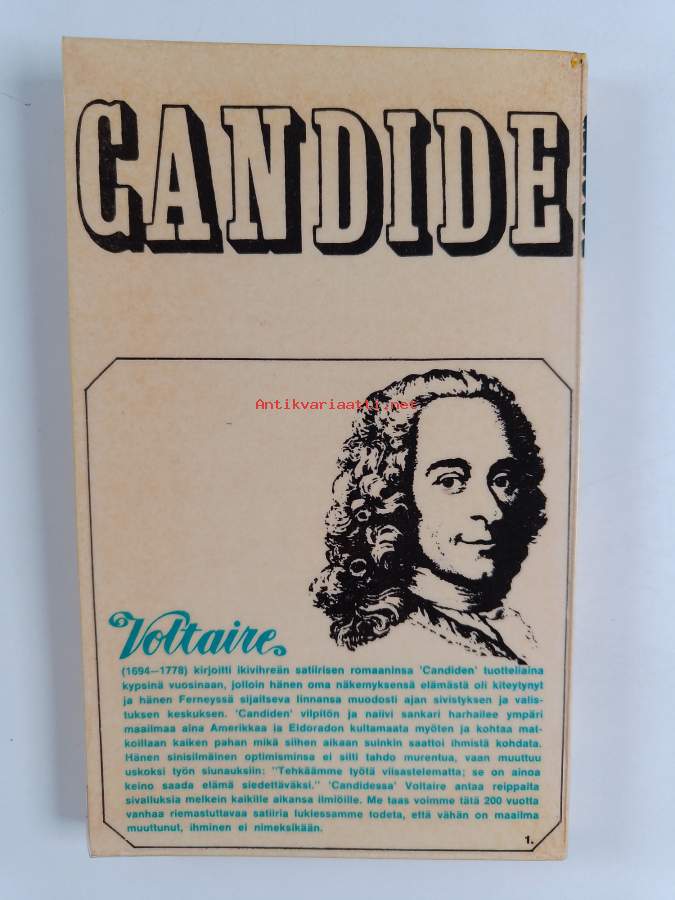 CANDIDE
Antikvariaatti.net
Voltaire
(1694—1778) kirjoitti ikivihreän satiirisen romaaninsa 'Candiden' tuotteliaina
kypsinä vuosinaan, jolloin hänen oma näkemyksensä elämästä oli kiteytynyt
ja hänen Ferneyssä sijaitseva linnansa muodosti ajan sivistyksen ja valis-
tuksen keskuksen. 'Candiden' vilpitön ja naiivi sankari harhailee ympäri
maailmaa aina Amerikkaa ja Eldoradon kultamaata myöten ja kohtaa mat-
koillaan kaiken pahan mikä siihen aikaan suinkin saattoi ihmistä kohdata.
Hänen sinisilmäinen optimisminsa ei silti tahdo murentua, vaan muuttuu
uskoksi työn siunauksiin: "Tehkäämme työtä viisastelematta; se on ainoa
keino saada elämä siedettäväksi." 'Candidessa' Voltaire antaa reippaita
sivalluksia melkein kaikille aikansa ilmiöille. Me taas voimme tätä 200 vuotta
vanhaa riemastuttavaa satiiria lukiessamme todeta, että vähän on maailma
muuttunut, ihminen ei nimeksikään.
1.